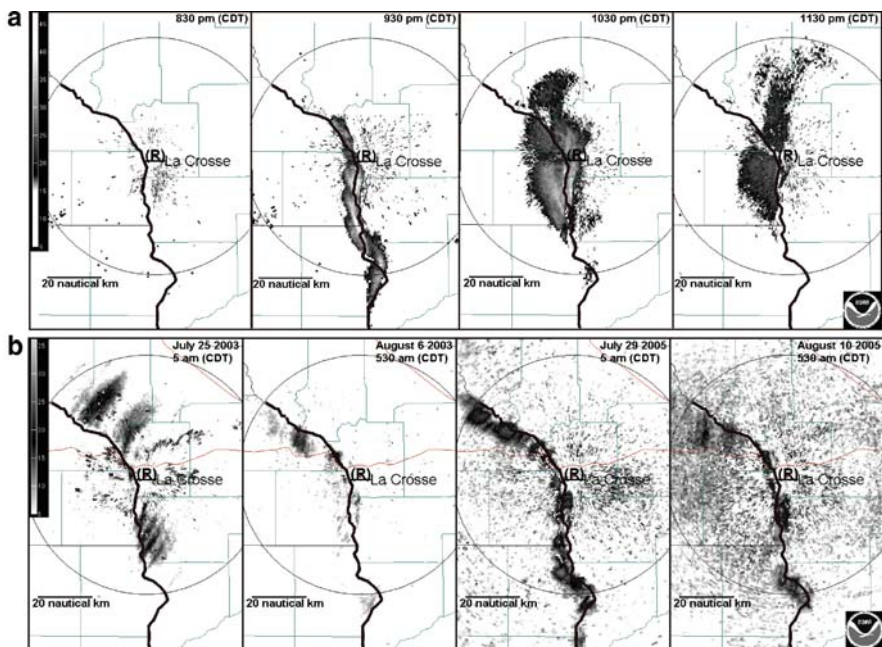 a
830 pm (CDT)
930 pm (CDT)
1030 pm (CDT)
1130 pm (CDT)
(R) La Crosse
(R) La Crosse
(R) La Crosse
(R) La Crosse
20 nautical km
20 nautical km
20 nautical km
20 nautical km
b
July 25 2003
5 am (CDT)
August 6 2003
530 am (CDT)
July 29 2005
5 am (CDT)
August 10 2005
530 am (CDT)
(R) La Crosse
(R) La Crosse
(R) La Crosse
(R) La Crosse
20 nautical km
20 nautical km
20 nautical km
20 nautical km